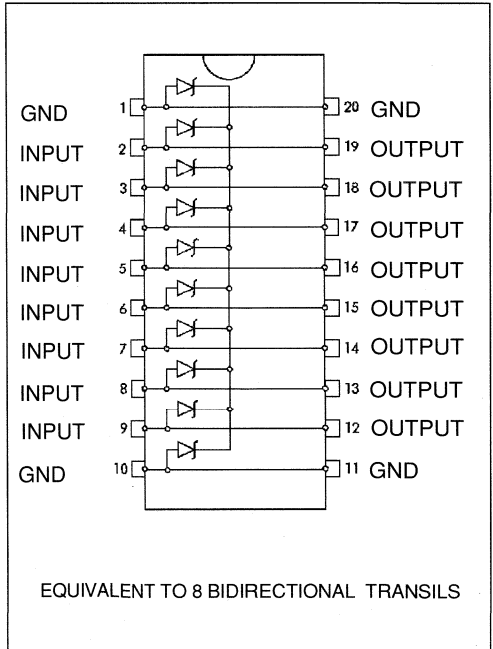 GND 1 20 GND
INPUT 2 19 OUTPUT
INPUT 3 18 OUTPUT
INPUT 4 17 OUTPUT
INPUT 5 16 OUTPUT
INPUT 6 15 OUTPUT
INPUT 7 14 OUTPUT
INPUT 8 13 OUTPUT
INPUT 9 12 OUTPUT
GND 10 11 GND
EQUIVALENT TO 8 BIDIRECTIONAL TRANSILS